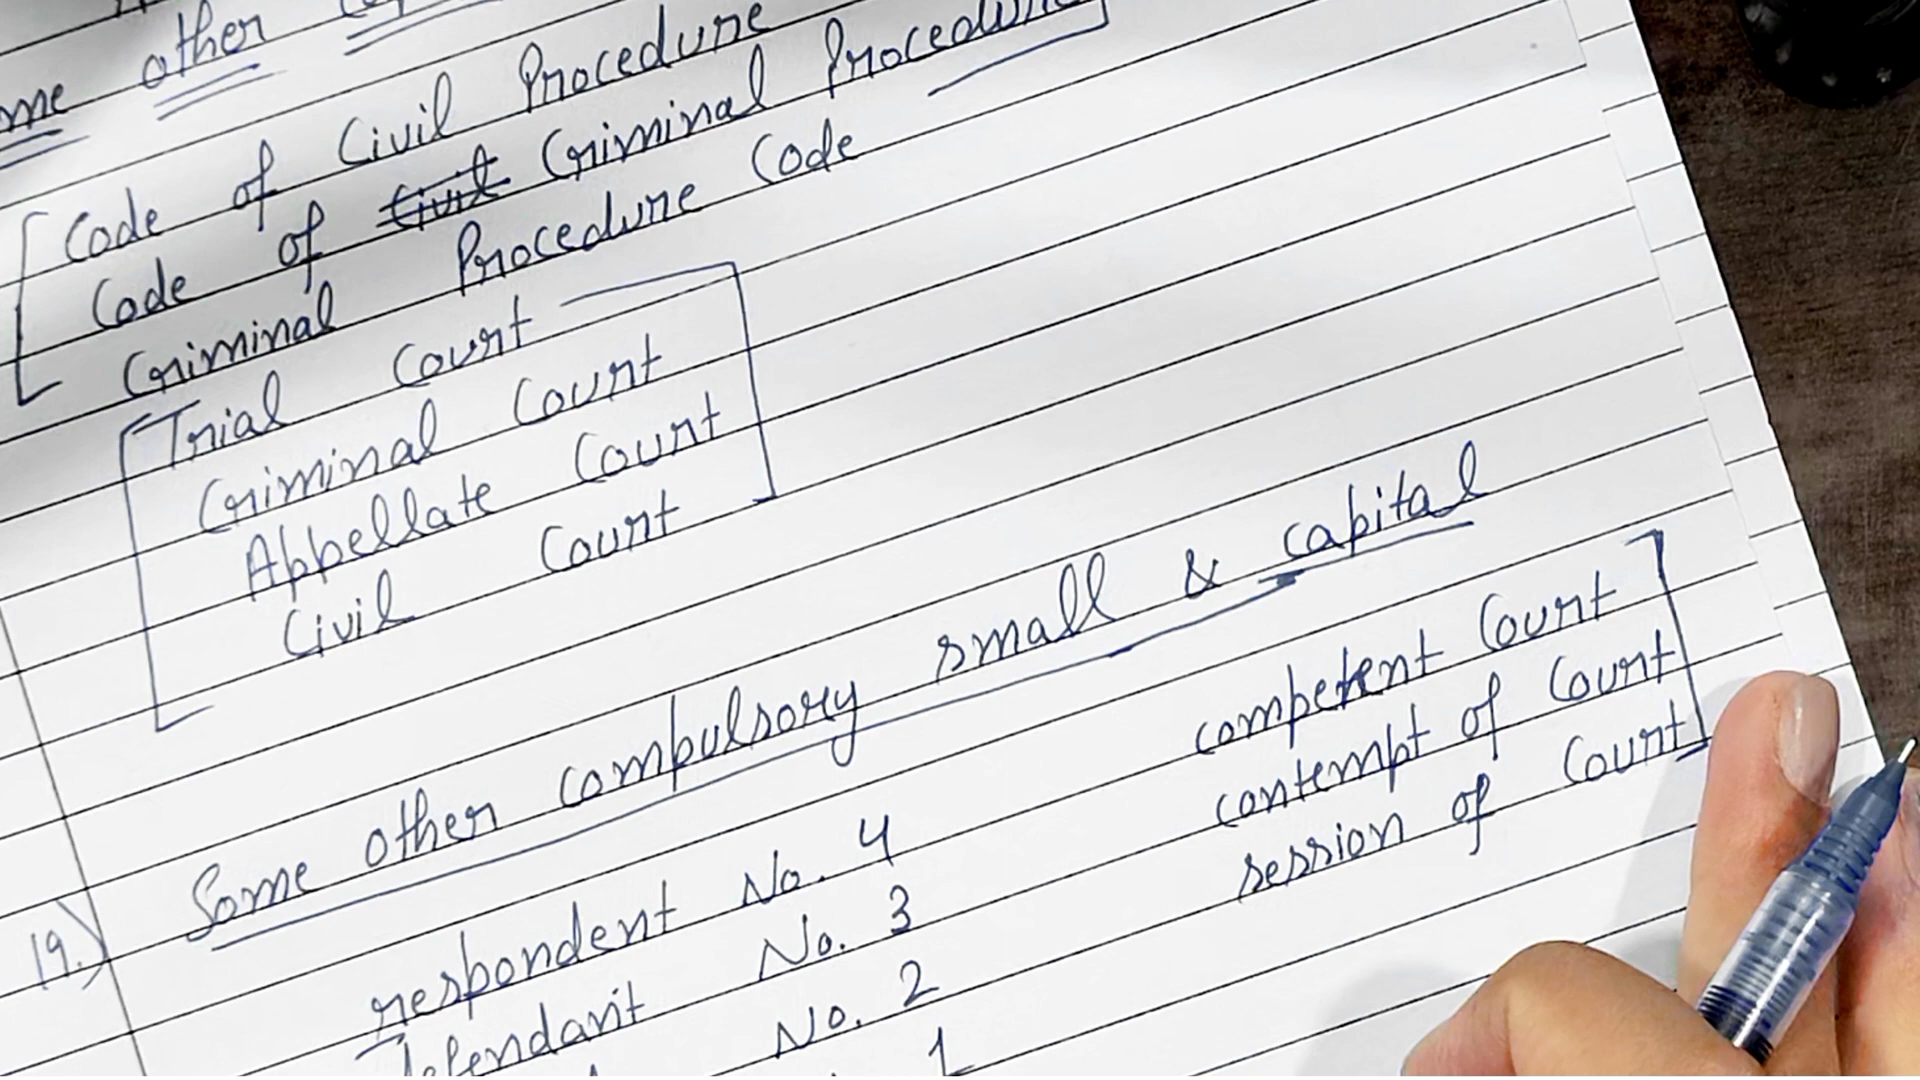 me other
Code of Civil Procedure
Code of Civil Criminal Procedure
Criminal Procedure Code
Trial Court
Criminal Court
Appellate Court
Civil Court
19.) Some other compulsory small & capital
respondent No. 4
defendant No. 3
No. 2
1
competent Court
contempt of Court
session of Court